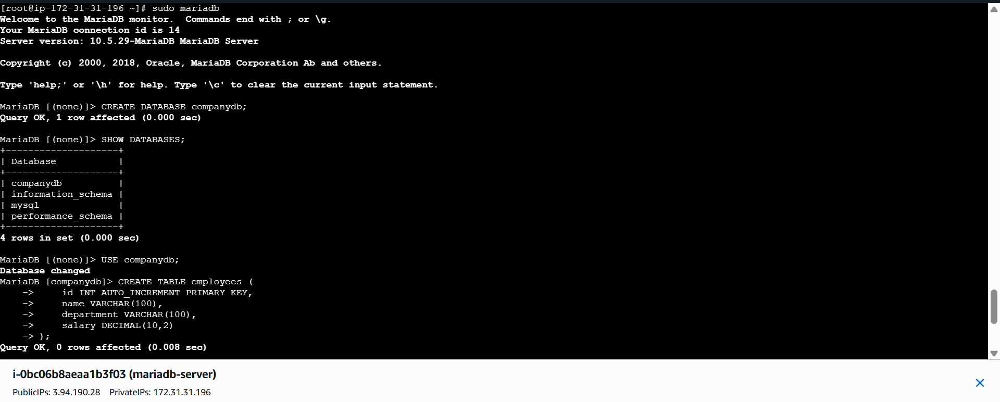 [root@ip-172-31-31-196 ~]# sudo mariadb
Welcome to the MariaDB monitor.  Commands end with ; or \g.
Your MariaDB connection id is 14
Server version: 10.5.29-MariaDB MariaDB Server

Copyright (c) 2000, 2018, Oracle, MariaDB Corporation Ab and others.

Type 'help;' or '\h' for help. Type '\c' to clear the current input statement.

MariaDB [(none)]> CREATE DATABASE companydb;
Query OK, 1 row affected (0.000 sec)

MariaDB [(none)]> SHOW DATABASES;
+--------------------+
| Database           |
+--------------------+
| companydb          |
| information_schema |
| mysql              |
| performance_schema |
+--------------------+
4 rows in set (0.000 sec)

MariaDB [(none)]> USE companydb;
Database changed
MariaDB [companydb]> CREATE TABLE employees (
    ->     id INT AUTO_INCREMENT PRIMARY KEY,
    ->     name VARCHAR(100),
    ->     department VARCHAR(100),
    ->     salary DECIMAL(10,2)
    -> );
Query OK, 0 rows affected (0.008 sec)

i-0bc06b8aeaa1b3f03 (mariadb-server)
PublicIPs: 3.94.190.28    PrivateIPs: 172.31.31.196